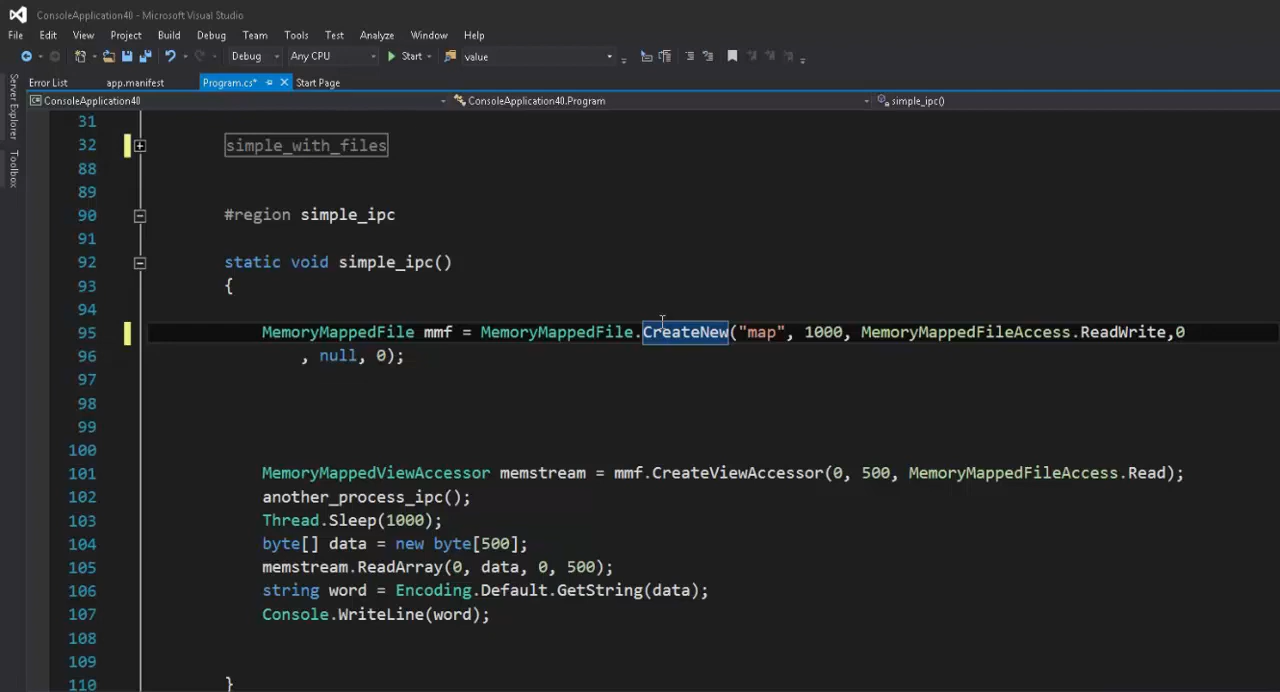 ConsoleApplication40 - Microsoft Visual Studio
File Edit View Project Build Debug Team Tools Test Analyze Window Help
Debug Any CPU Start value
Error List app.manifest Program.cs* Start Page
ConsoleApplication40 ConsoleApplication40.Program simple_ipc()
Server Explorer
Toolbox
31
32 simple_with_files
88
89
90 #region simple_ipc
91
92 static void simple_ipc()
93 {
94
95 MemoryMappedFile mmf = MemoryMappedFile.CreateNew("map", 1000, MemoryMappedFileAccess.ReadWrite,0
96 , null, 0);
97
98
99
100
101 MemoryMappedViewAccessor memstream = mmf.CreateViewAccessor(0, 500, MemoryMappedFileAccess.Read);
102 another_process_ipc();
103 Thread.Sleep(1000);
104 byte[] data = new byte[500];
105 memstream.ReadArray(0, data, 0, 500);
106 string word = Encoding.Default.GetString(data);
107 Console.WriteLine(word);
108
109
110 }